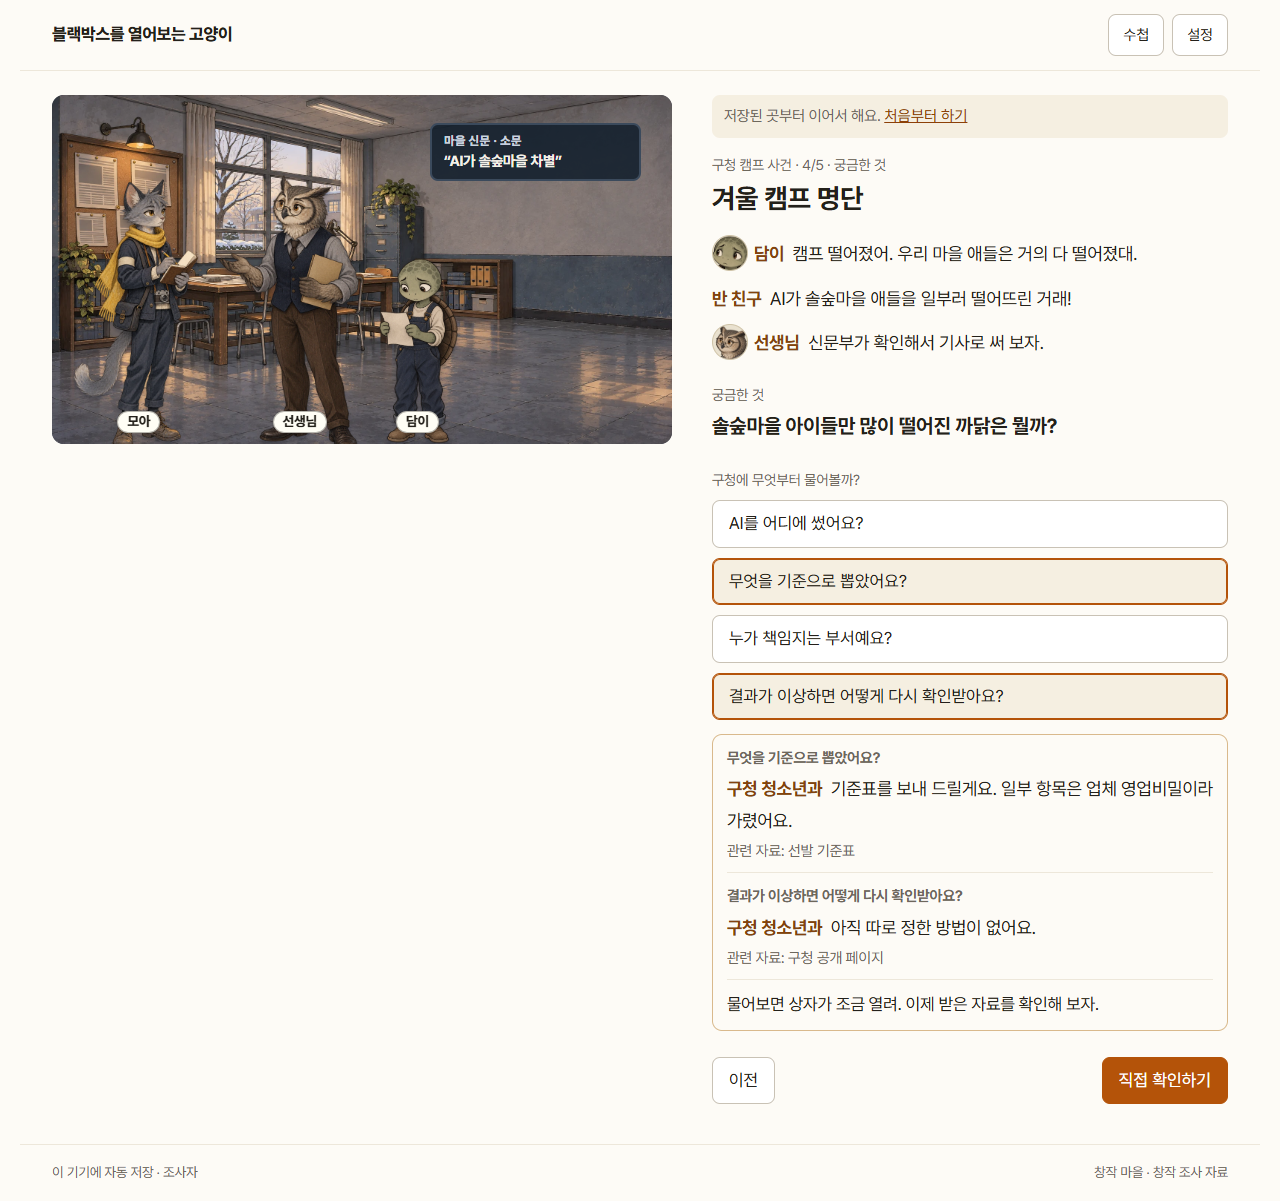 블랙박스를 열어보는 고양이
수첩
설정
마을 신문 · 소문
“AI가 솔숲마을 차별”
모아
선생님
담이
저장된 곳부터 이어서 해요. 처음부터 하기
구청 캠프 사건 · 4/5 · 궁금한 것
겨울 캠프 명단
담이 캠프 떨어졌어. 우리 마을 애들은 거의 다 떨어졌대.
반 친구 AI가 솔숲마을 애들을 일부러 떨어뜨린 거래!
선생님 신문부가 확인해서 기사로 써 보자.
궁금한 것
솔숲마을 아이들만 많이 떨어진 까닭은 뭘까?
구청에 무엇부터 물어볼까?
AI를 어디에 썼어요?
무엇을 기준으로 뽑았어요?
누가 책임지는 부서예요?
결과가 이상하면 어떻게 다시 확인받아요?
무엇을 기준으로 뽑았어요?
구청 청소년과 기준표를 보내 드릴게요. 일부 항목은 업체 영업비밀이라
가렸어요.
관련 자료: 선발 기준표
결과가 이상하면 어떻게 다시 확인받아요?
구청 청소년과 아직 따로 정한 방법이 없어요.
관련 자료: 구청 공개 페이지
물어보면 상자가 조금 열려. 이제 받은 자료를 확인해 보자.
이전
직접 확인하기
이 기기에 자동 저장 · 조사자
창작 마을 · 창작 조사 자료